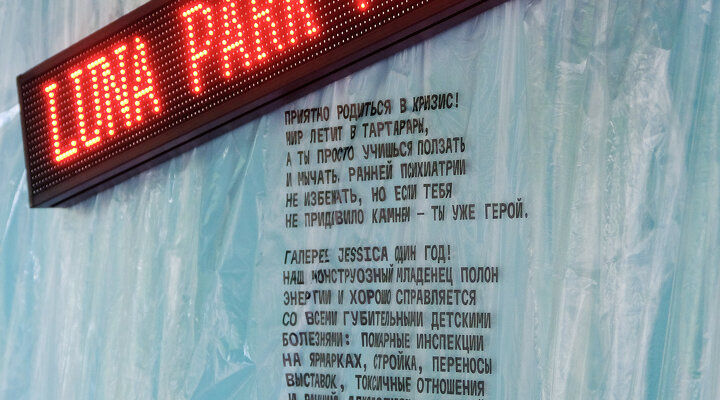 LUNA PARK
ПРИЯТНО РОДИТЬСЯ В КРИЗИС!
МИР ЛЕТИТ В ТАРТАРАРЫ,
А ТЫ ПРОСТО УЧИШЬСЯ ПОЛЗАТЬ
И МЫЧАТЬ. РАННЕЙ ПСИХИАТРИИ
НЕ ИЗБЕЖАТЬ, НО ЕСЛИ ТЕБЯ
НЕ ПРИДАВИЛО КАМНЕМ – ТЫ УЖЕ ГЕРОЙ.
ГАЛЕРЕЕ JESSICA ОДИН ГОД!
НАШ МОНСТРУОЗНЫЙ МЛАДЕНЕЦ ПОЛОН
ЭНЕРГИИ И ХОРОШО СПРАВЛЯЕТСЯ
СО ВСЕМИ ГУБИТЕЛЬНЫМИ ДЕТСКИМИ
БОЛЕЗНЯМИ: ПОЖАРНЫЕ ИНСПЕКЦИИ
НА ЯРМАРКАХ, СТРОЙКА, ПЕРЕНОСЫ
ВЫСТАВОК, ТОКСИЧНЫЕ ОТНОШЕНИЯ